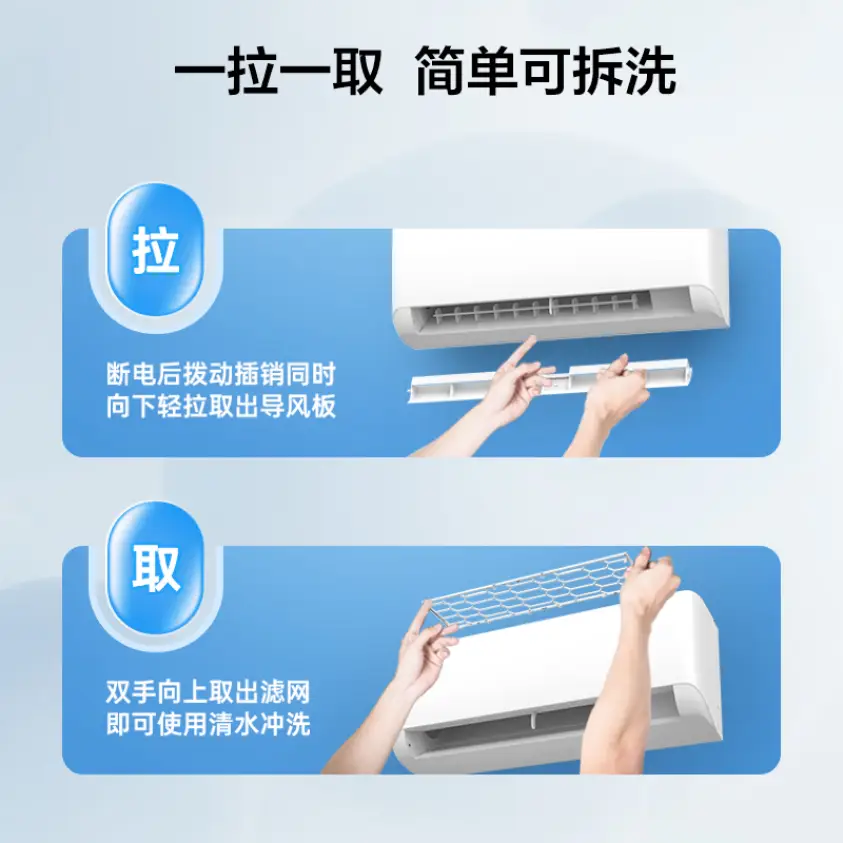 一拉一取 简单可拆洗
拉
断电后拨动插销同时
向下轻拉取出导风板
取
双手向上取出滤网
即可使用清水冲洗